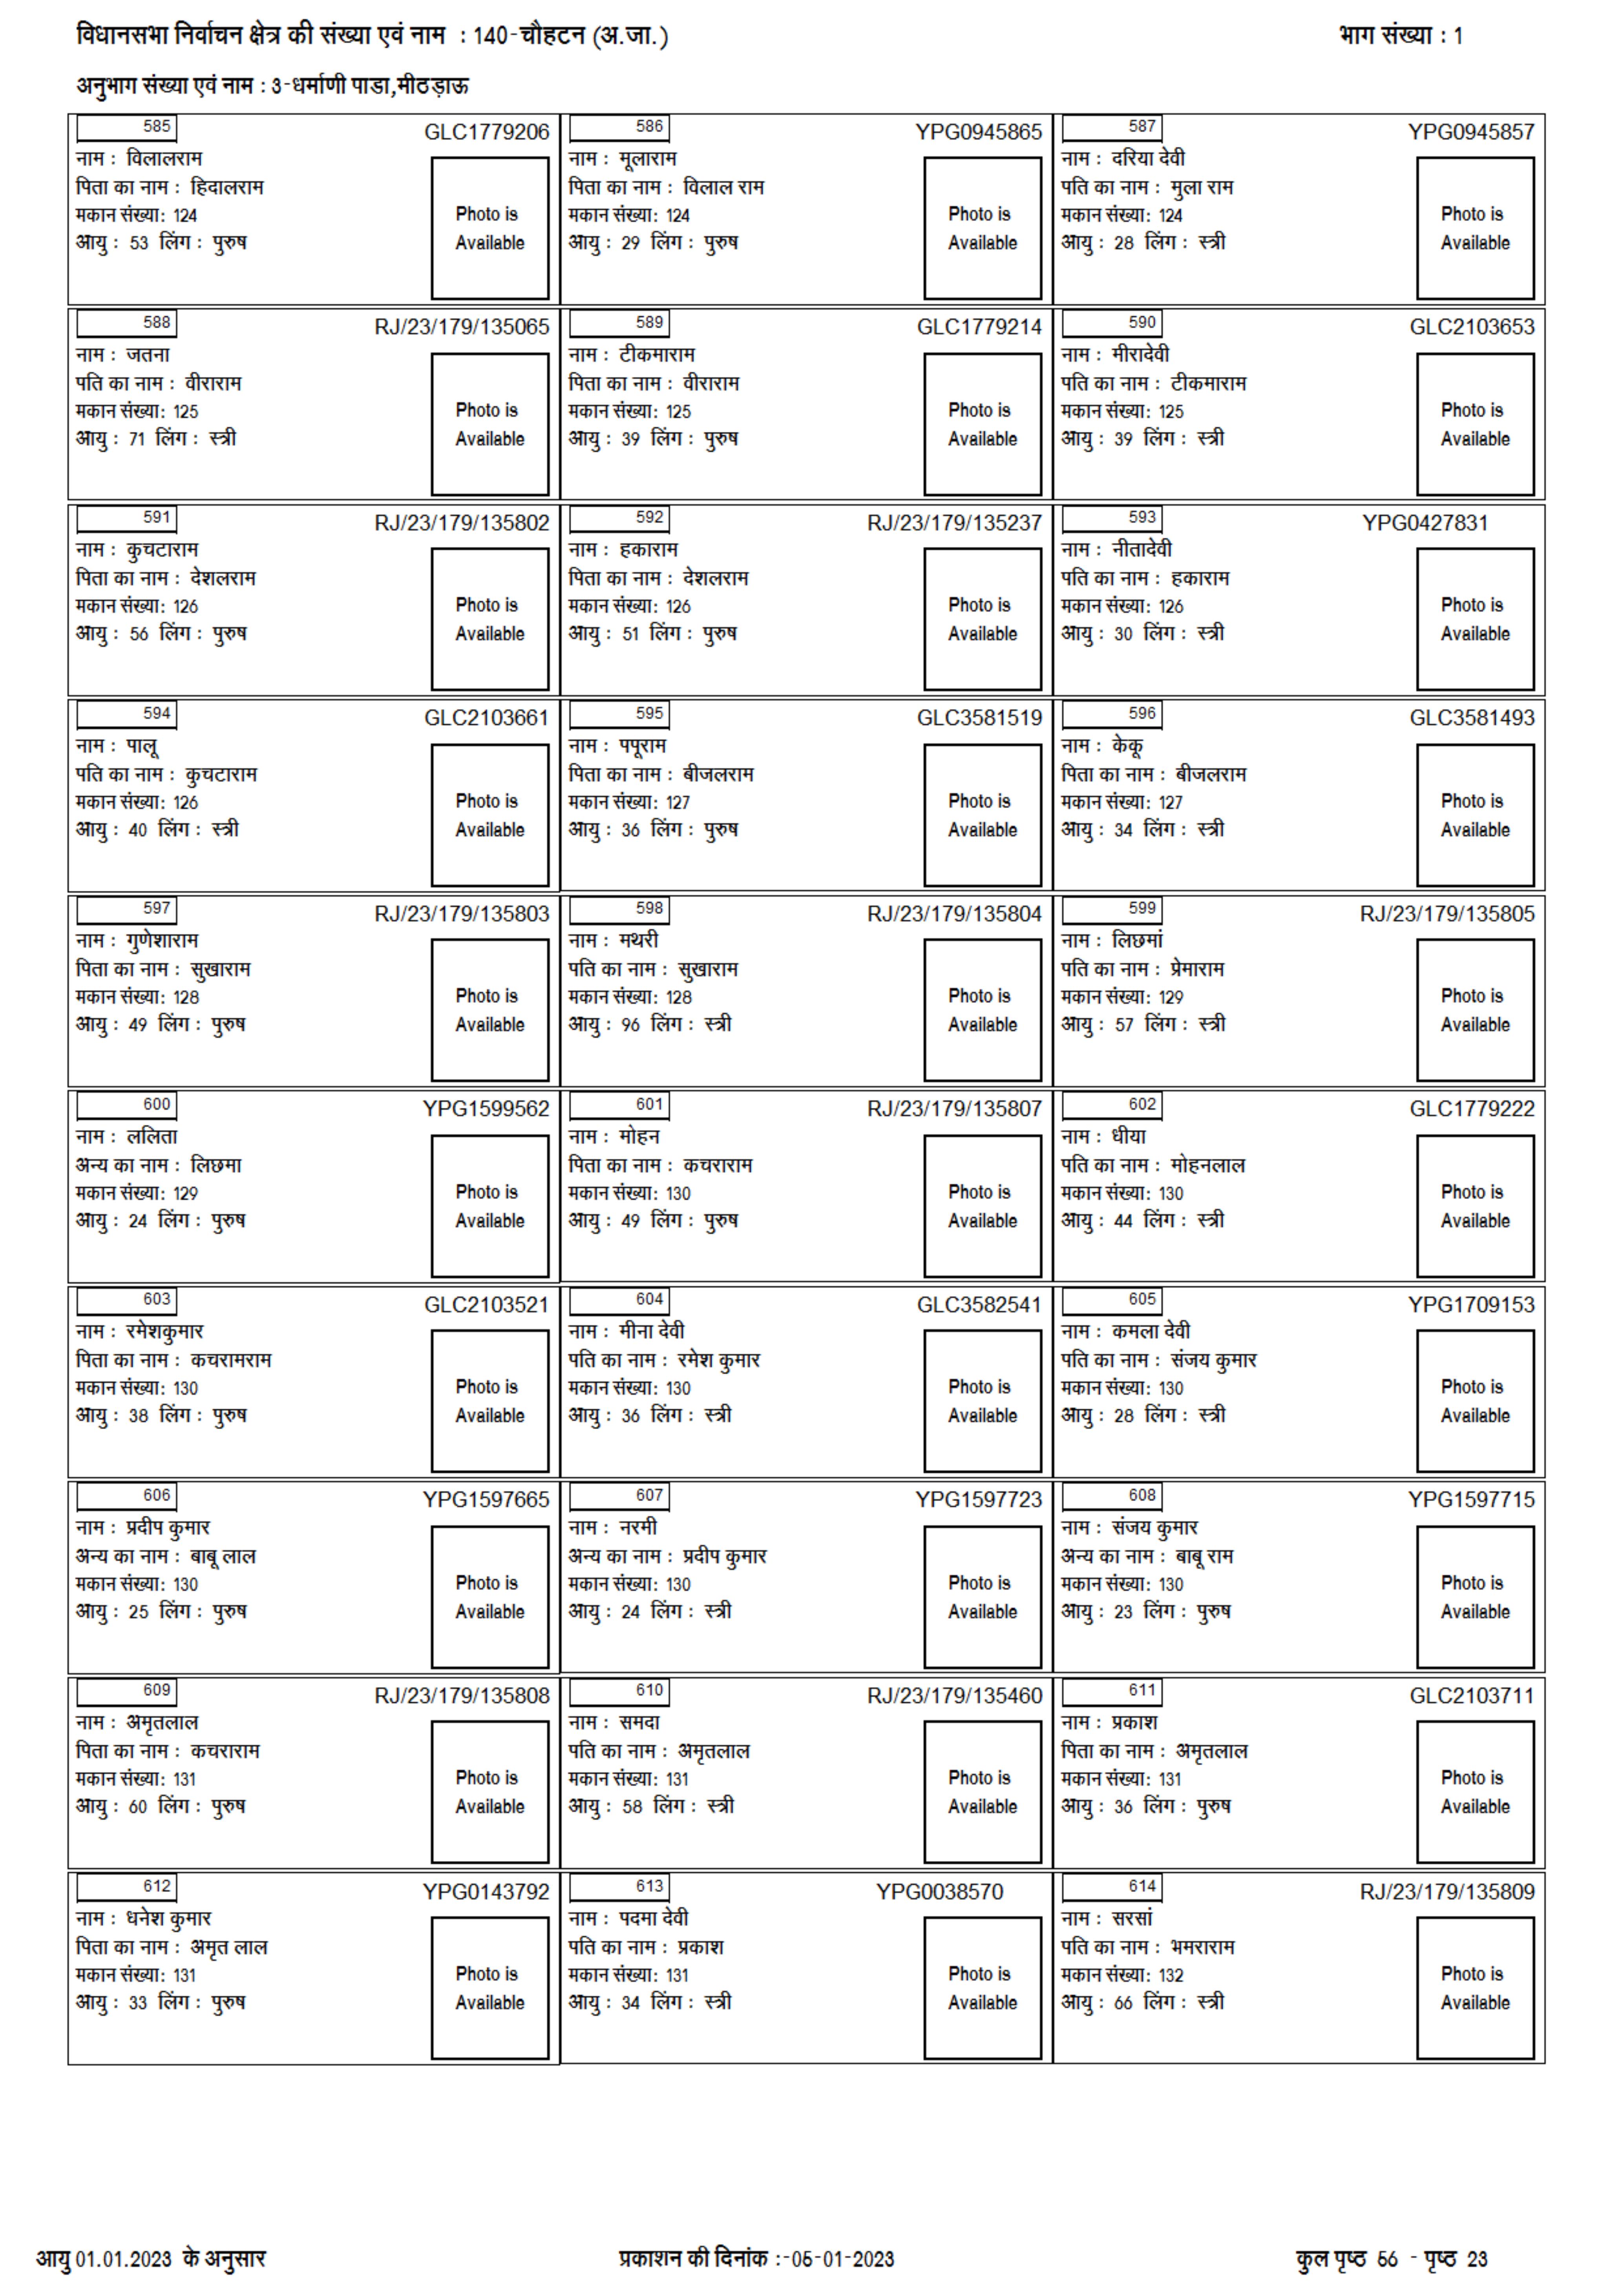 विधानसभा निर्वाचन क्षेत्र की संख्या एवं नाम : 140-चौहटन (अ.जा.) भाग संख्या : 1
अनुभाग संख्या एवं नाम : 3-धर्माणी पाडा,मीठड़ाऊ
585 GLC1779206
नाम : विलालराम
पिता का नाम : हिदालराम
मकान संख्या: 124
आयु : 53 लिंग : पुरुष
Photo is
Available
586 YPG0945865
नाम : मूलाराम
पिता का नाम : विलाल राम
मकान संख्या: 124
आयु : 29 लिंग : पुरुष
Photo is
Available
587 YPG0945857
नाम : दरिया देवी
पति का नाम : मुला राम
मकान संख्या: 124
आयु : 28 लिंग : स्त्री
Photo is
Available
588 RJ/23/179/135065
नाम : जतना
पति का नाम : वीराराम
मकान संख्या: 125
आयु : 71 लिंग : स्त्री
Photo is
Available
589 GLC1779214
नाम : टीकमाराम
पिता का नाम : वीराराम
मकान संख्या: 125
आयु : 39 लिंग : पुरुष
Photo is
Available
590 GLC2103653
नाम : मीरादेवी
पति का नाम : टीकमाराम
मकान संख्या: 125
आयु : 39 लिंग : स्त्री
Photo is
Available
591 RJ/23/179/135802
नाम : कुचटाराम
पिता का नाम : देशलराम
मकान संख्या: 126
आयु : 56 लिंग : पुरुष
Photo is
Available
592 RJ/23/179/135237
नाम : हकाराम
पिता का नाम : देशलराम
मकान संख्या: 126
आयु : 51 लिंग : पुरुष
Photo is
Available
593 YPG0427831
नाम : नीतादेवी
पति का नाम : हकाराम
मकान संख्या: 126
आयु : 30 लिंग : स्त्री
Photo is
Available
594 GLC2103661
नाम : पालू
पति का नाम : कुचटाराम
मकान संख्या: 126
आयु : 40 लिंग : स्त्री
Photo is
Available
595 GLC3581519
नाम : पपूराम
पिता का नाम : बीजलराम
मकान संख्या: 127
आयु : 36 लिंग : पुरुष
Photo is
Available
596 GLC3581493
नाम : केकू
पिता का नाम : बीजलराम
मकान संख्या: 127
आयु : 34 लिंग : स्त्री
Photo is
Available
597 RJ/23/179/135803
नाम : गुणेशाराम
पिता का नाम : सुखाराम
मकान संख्या: 128
आयु : 49 लिंग : पुरुष
Photo is
Available
598 RJ/23/179/135804
नाम : मथरी
पति का नाम : सुखाराम
मकान संख्या: 128
आयु : 96 लिंग : स्त्री
Photo is
Available
599 RJ/23/179/135805
नाम : लिछमां
पति का नाम : प्रेमाराम
मकान संख्या: 129
आयु : 57 लिंग : स्त्री
Photo is
Available
600 YPG1599562
नाम : ललिता
अन्य का नाम : लिछमा
मकान संख्या: 129
आयु : 24 लिंग : पुरुष
Photo is
Available
601 RJ/23/179/135807
नाम : मोहन
पिता का नाम : कचराराम
मकान संख्या: 130
आयु : 49 लिंग : पुरुष
Photo is
Available
602 GLC1779222
नाम : धीया
पति का नाम : मोहनलाल
मकान संख्या: 130
आयु : 44 लिंग : स्त्री
Photo is
Available
603 GLC2103521
नाम : रमेशकुमार
पिता का नाम : कचरामराम
मकान संख्या: 130
आयु : 38 लिंग : पुरुष
Photo is
Available
604 GLC3582541
नाम : मीना देवी
पति का नाम : रमेश कुमार
मकान संख्या: 130
आयु : 36 लिंग : स्त्री
Photo is
Available
605 YPG1709153
नाम : कमला देवी
पति का नाम : संजय कुमार
मकान संख्या: 130
आयु : 28 लिंग : स्त्री
Photo is
Available
606 YPG1597665
नाम : प्रदीप कुमार
अन्य का नाम : बाबू लाल
मकान संख्या: 130
आयु : 25 लिंग : पुरुष
Photo is
Available
607 YPG1597723
नाम : नरमी
अन्य का नाम : प्रदीप कुमार
मकान संख्या: 130
आयु : 24 लिंग : स्त्री
Photo is
Available
608 YPG1597715
नाम : संजय कुमार
अन्य का नाम : बाबू राम
मकान संख्या: 130
आयु : 23 लिंग : पुरुष
Photo is
Available
609 RJ/23/179/135808
नाम : अमृतलाल
पिता का नाम : कचराराम
मकान संख्या: 131
आयु : 60 लिंग : पुरुष
Photo is
Available
610 RJ/23/179/135460
नाम : समदा
पति का नाम : अमृतलाल
मकान संख्या: 131
आयु : 58 लिंग : स्त्री
Photo is
Available
611 GLC2103711
नाम : प्रकाश
पिता का नाम : अमृतलाल
मकान संख्या: 131
आयु : 36 लिंग : पुरुष
Photo is
Available
612 YPG0143792
नाम : धनेश कुमार
पिता का नाम : अमृत लाल
मकान संख्या: 131
आयु : 33 लिंग : पुरुष
Photo is
Available
613 YPG0038570
नाम : पदमा देवी
पति का नाम : प्रकाश
मकान संख्या: 131
आयु : 34 लिंग : स्त्री
Photo is
Available
614 RJ/23/179/135809
नाम : सरसां
पति का नाम : भमराराम
मकान संख्या: 132
आयु : 66 लिंग : स्त्री
Photo is
Available
आयु 01.01.2023 के अनुसार प्रकाशन की दिनांक :-05-01-2023 कुल पृष्ठ 56 - पृष्ठ 23